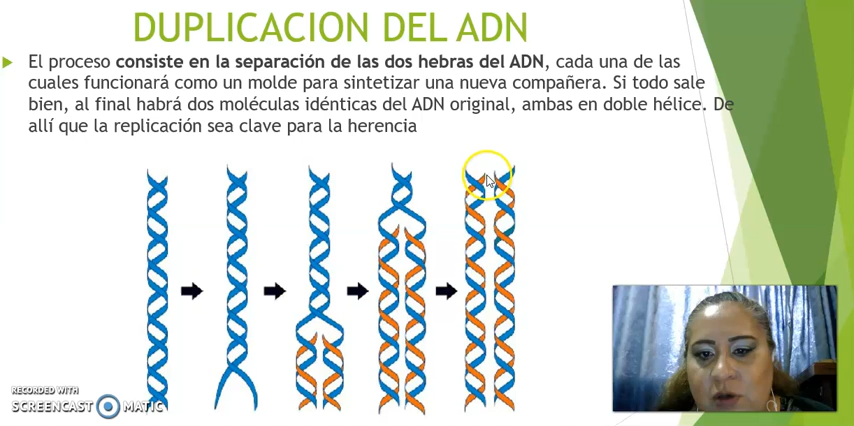 DUPLICACION DEL ADN
El proceso consiste en la separación de las dos hebras del ADN, cada una de las
cuales funcionará como un molde para sintetizar una nueva compañera. Si todo sale
bien, al final habrá dos moléculas idénticas del ADN original, ambas en doble hélice. De
allí que la replicación sea clave para la herencia
RECORDED WITH
SCREENCAST MATIC